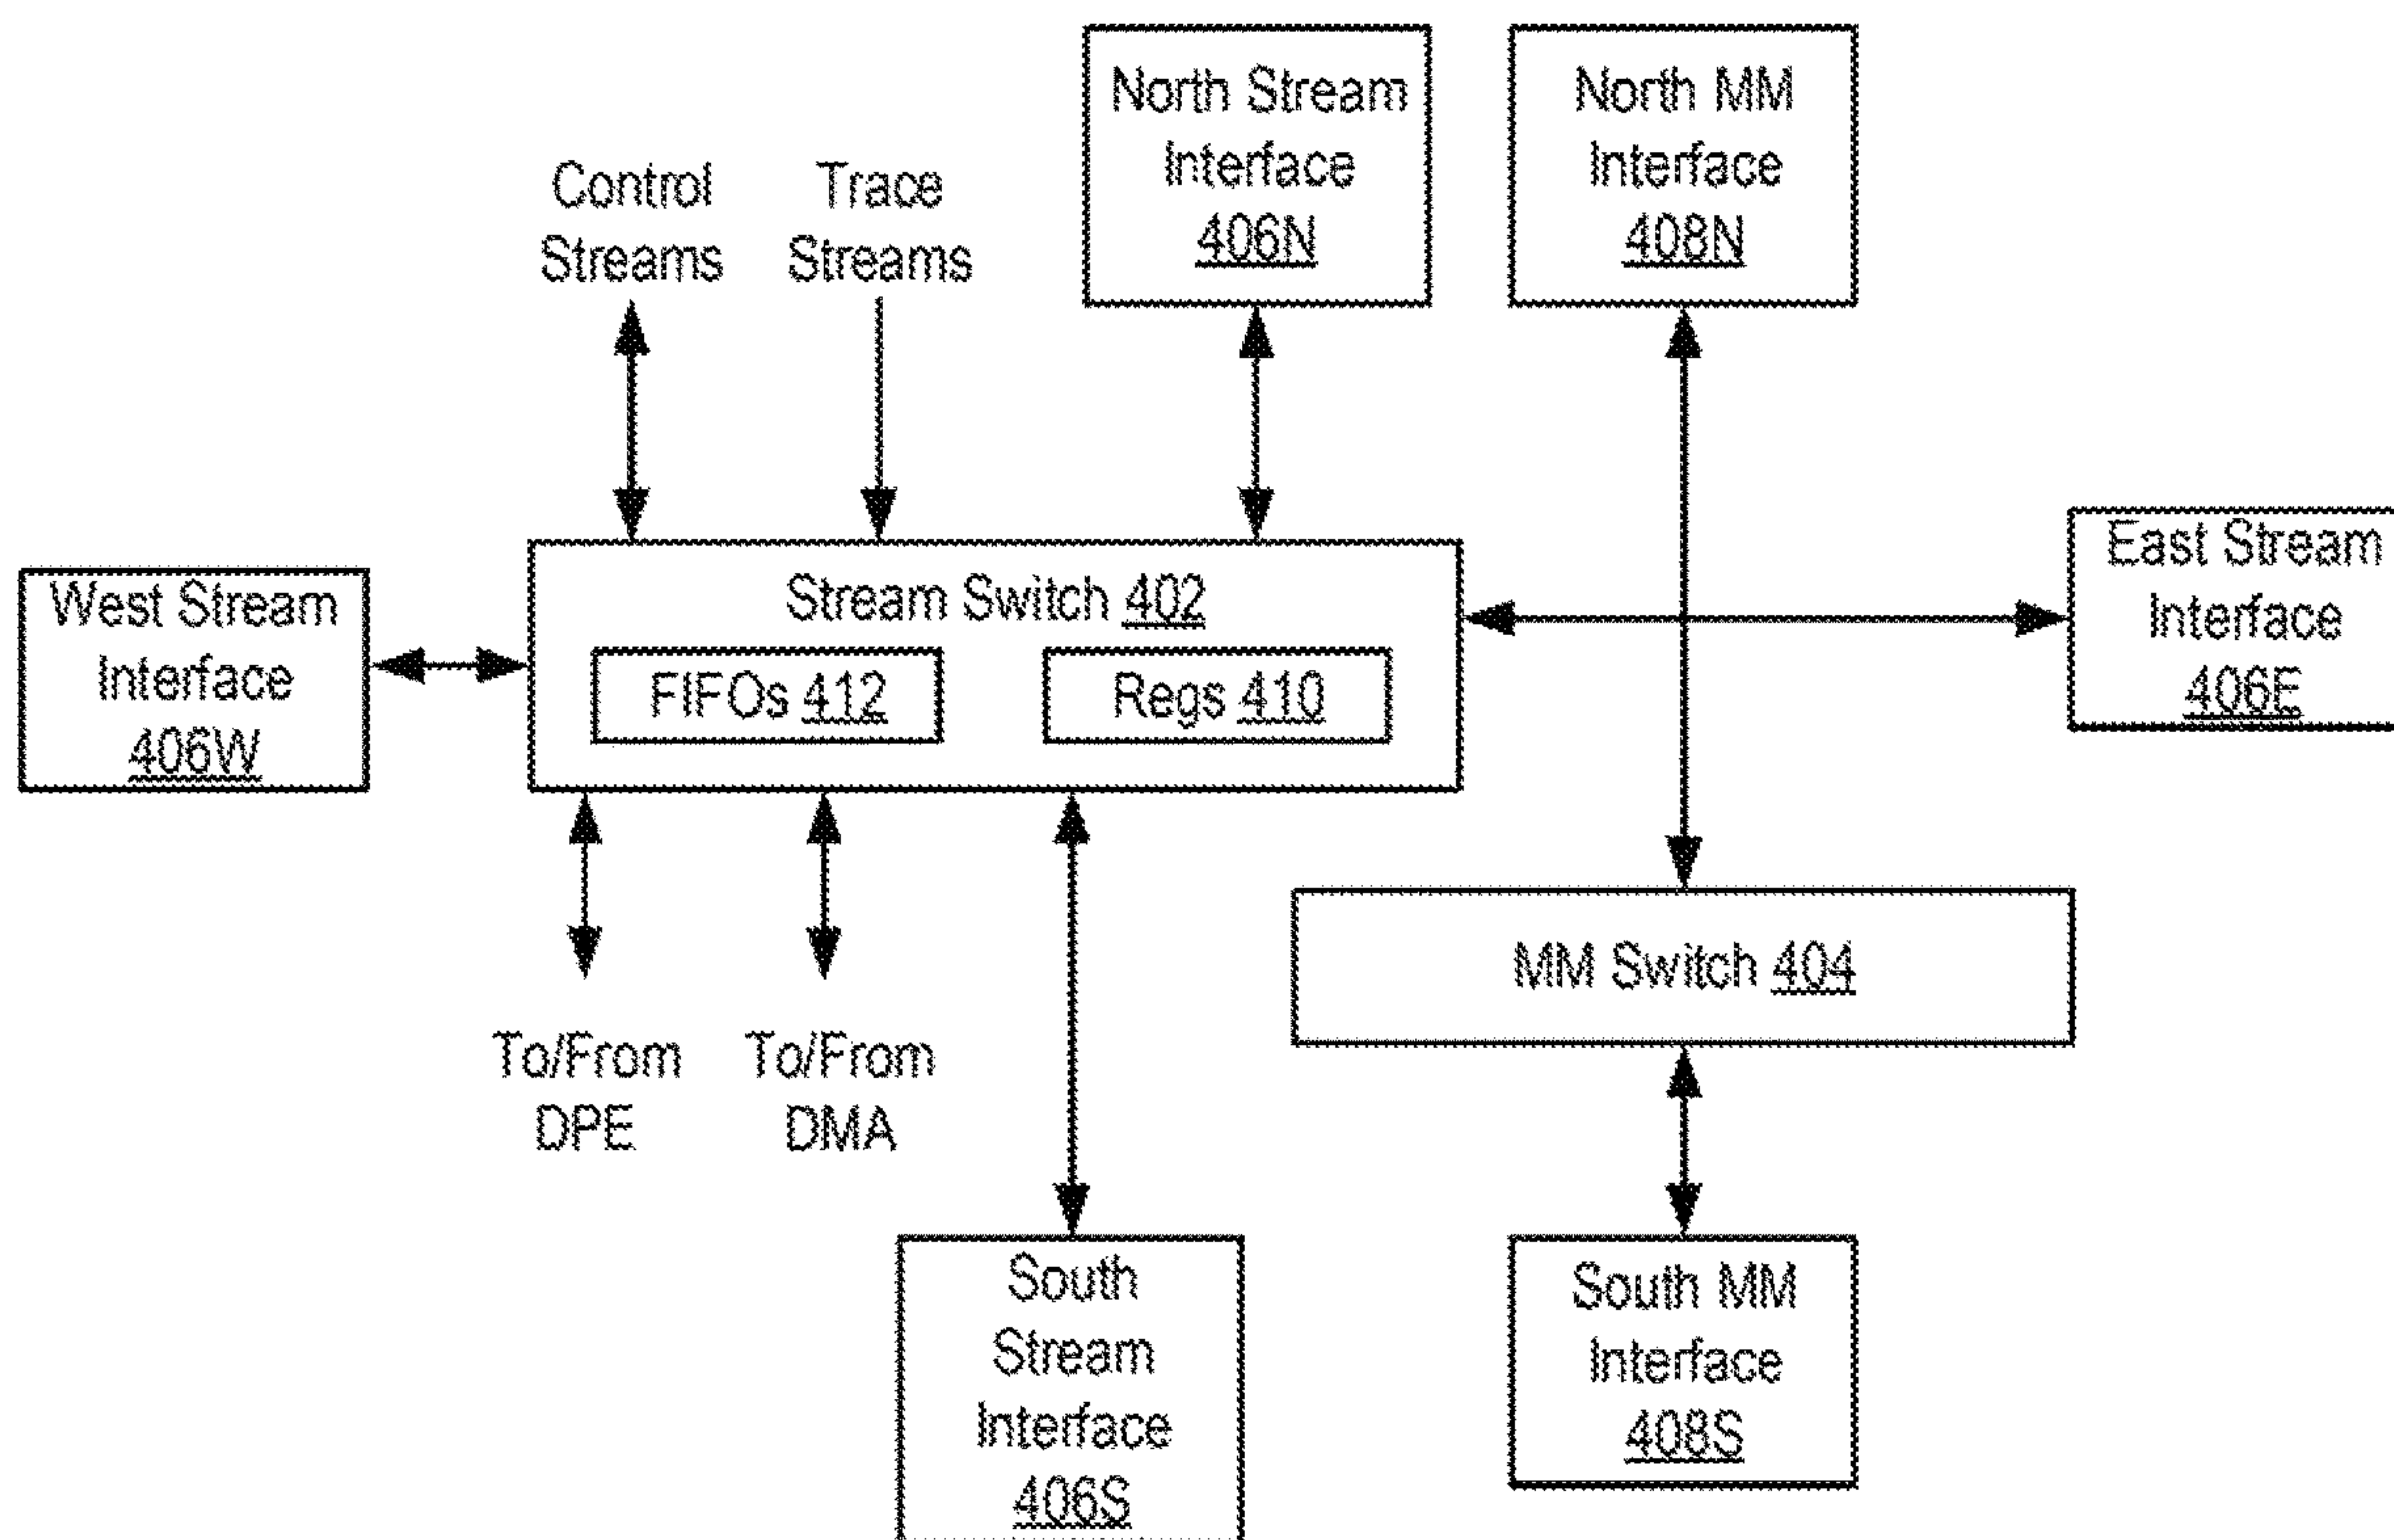 North Stream
Interface
406N
North MM
Interface
408N
Control
Streams
Trace
Streams
West Stream
Interface
406W
Stream Switch 402
FIFOs 412
Regs 410
East Stream
Interface
406E
MM Switch 404
To/From
DPE
To/From
DMA
South
Stream
Interface
406S
South MM
Interface
408S